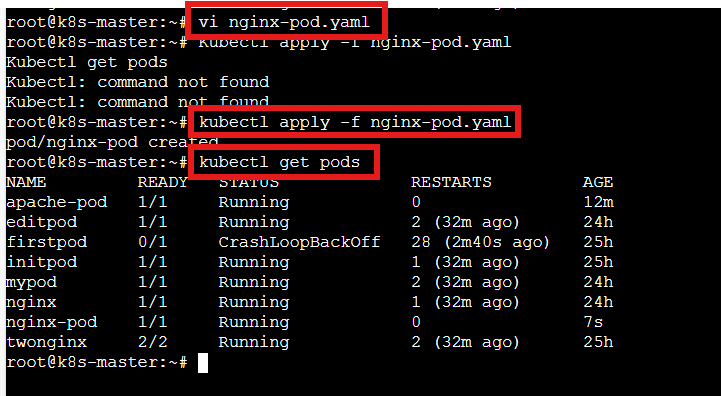 root@k8s-master:~# vi nginx-pod.yaml
root@k8s-master:~# Kubectl apply -f nginx-pod.yaml
Kubectl get pods
Kubectl: command not found
Kubectl: command not found
root@k8s-master:~# kubectl apply -f nginx-pod.yaml
pod/nginx-pod created
root@k8s-master:~# kubectl get pods
NAME READY STATUS RESTARTS AGE
apache-pod 1/1 Running 0 12m
editpod 1/1 Running 2 (32m ago) 24h
firstpod 0/1 CrashLoopBackOff 28 (2m40s ago) 25h
initpod 1/1 Running 1 (32m ago) 25h
mypod 1/1 Running 2 (32m ago) 24h
nginx 1/1 Running 1 (32m ago) 24h
nginx-pod 1/1 Running 0 7s
twonginx 2/2 Running 2 (32m ago) 25h
root@k8s-master:~#